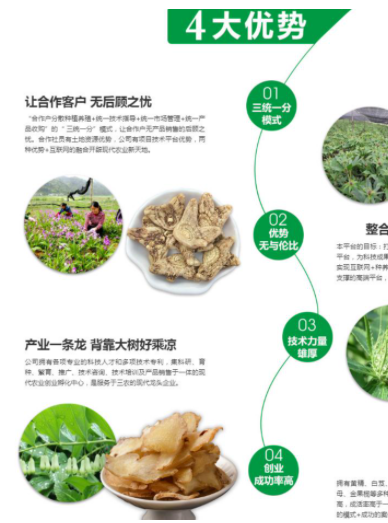 4大优势
让合作客户 无后顾之忧
“合作户分散种植养殖+统一技术指导+统一市场管理+统一产
品收购”的“三统一分”模式，让合作户无产品销售的后顾之
忧。合作社员有土地资源优势，公司有项目技术平台优势，两
种优势+互联网的融合开辟现代农业新天地。
01
三统一分
模式
02
优势
无与伦比
整合
本平台的目标：打
平台，为科技成果
实现互联网+种养
支撑的高端平台，
03
技术力量
雄厚
产业一条龙 背靠大树好乘凉
公司拥有各项专业的科技人才和多项技术专利，集科研、育
种、繁育、推广、技术咨询、技术培训及产品销售于一体的现
代农业创业孵化中心，是服务于三农的现代龙头企业。
04
创业
成功率高
拥有黄精、白芨、
母、金果榄等多种
高，成活率高于一
的模式+成功的案